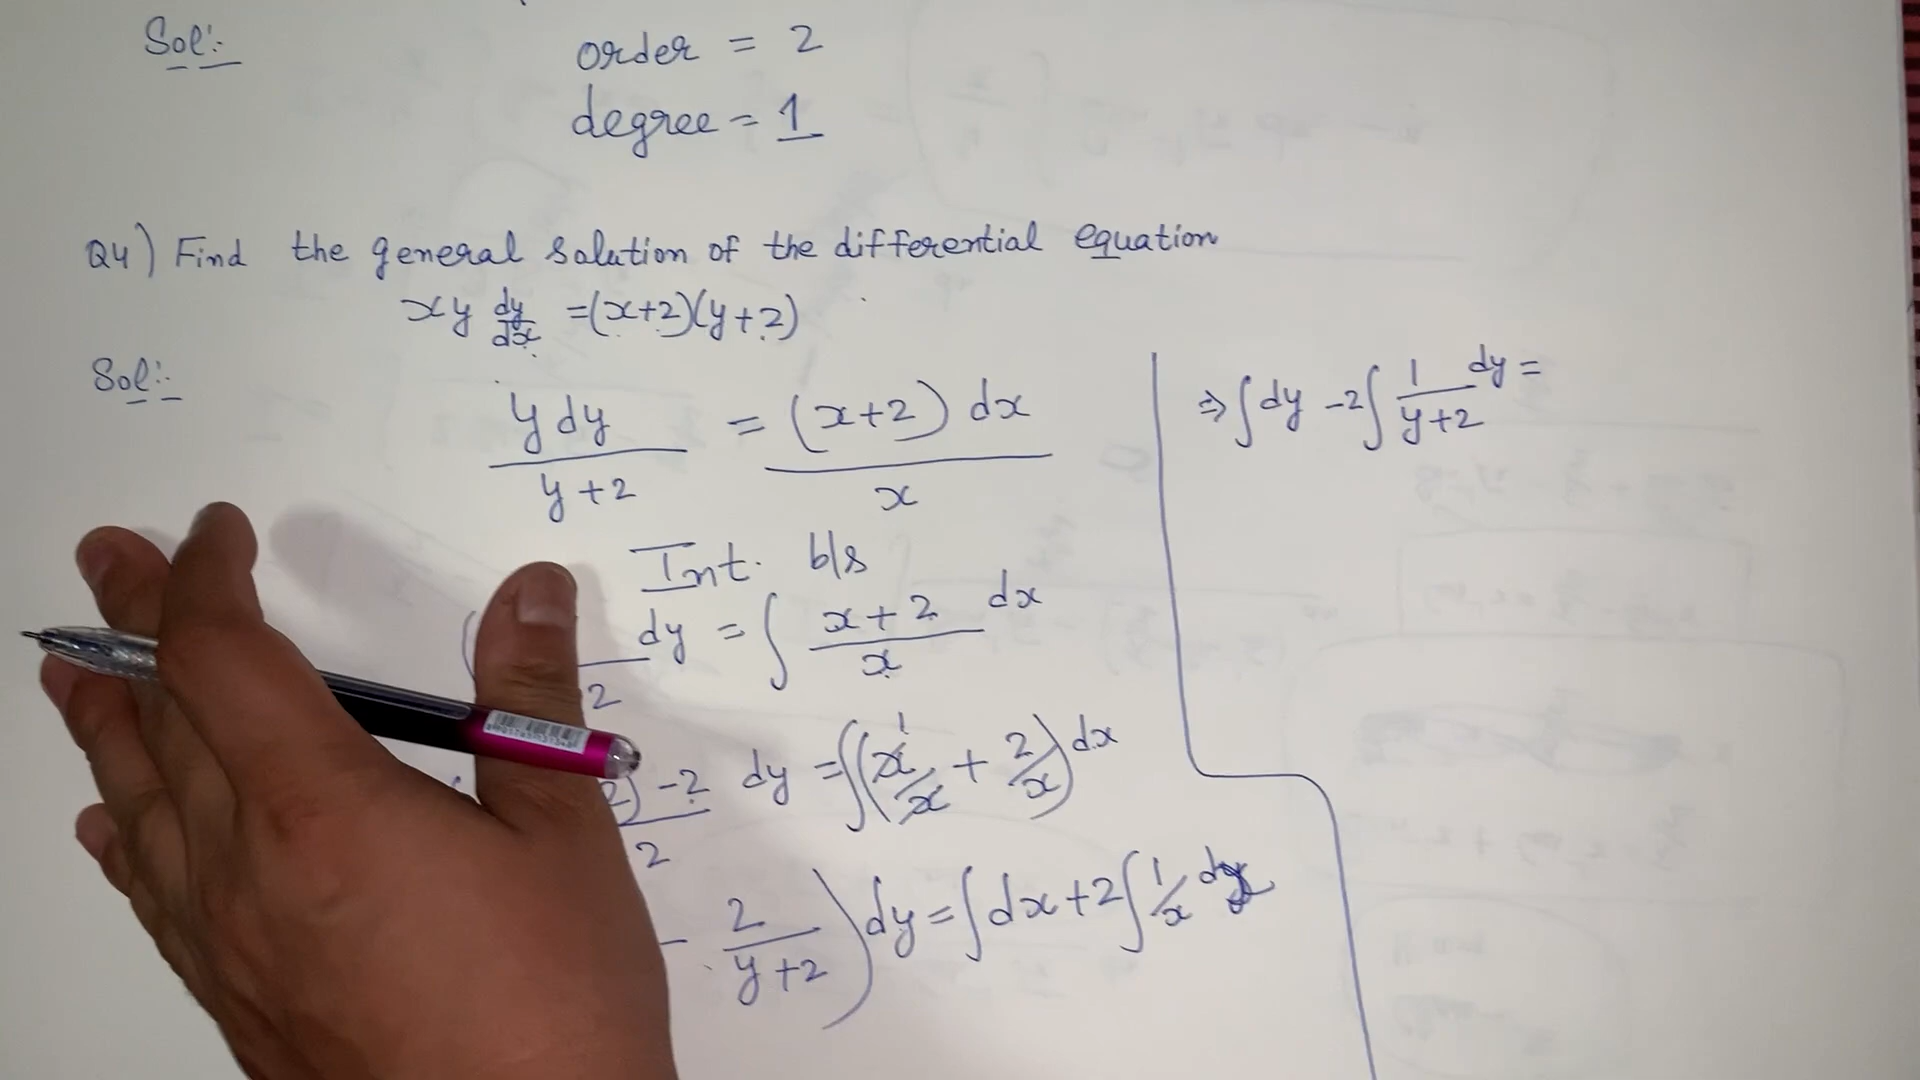 Sol:-
order = 2
degree = 1
Q4) Find the general solution of the differential equation
xy dy/dx = (x+2)(y+2)
Sol:-
y dy / y+2 = (x+2) dx / x
Int. b/s
dy = ∫ x+2 / x dx
2
2) -2 dy = ∫(x/x + 2/x) dx
1
2
- 2/y+2) dy = ∫dx + 2∫ 1/x
⇒ ∫dy -2∫ 1/y+2 dy =